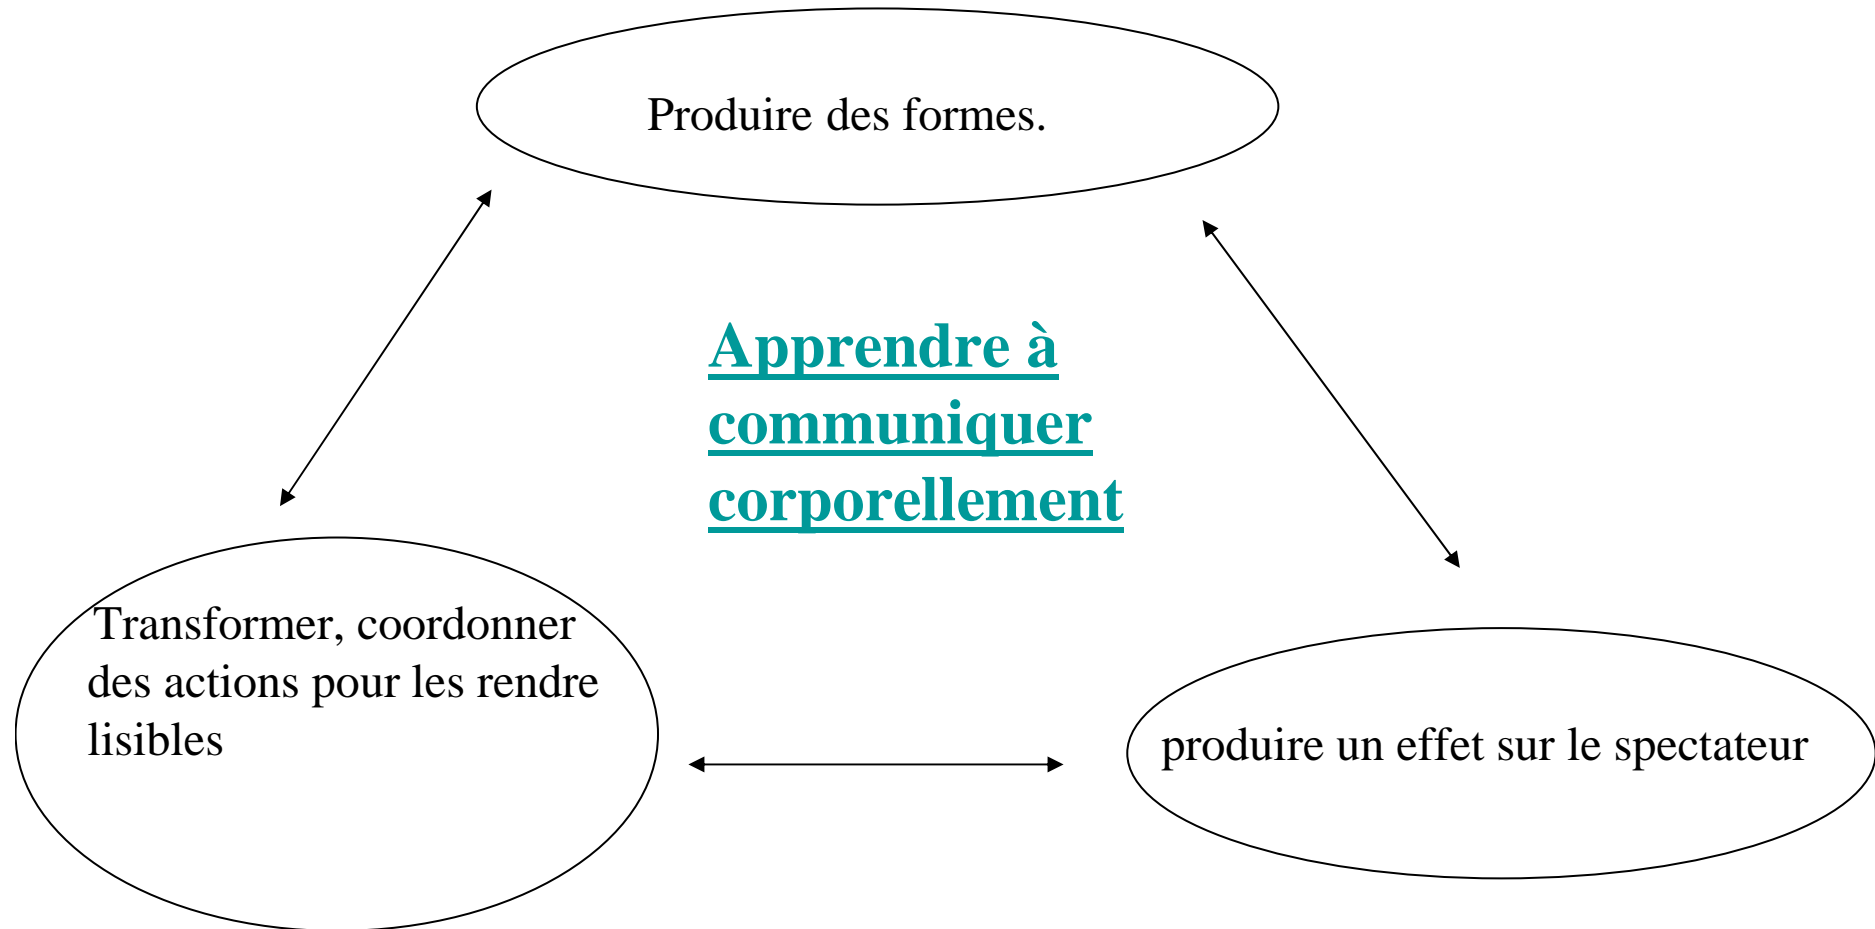 Produire des formes.
Apprendre à
communiquer
corporellement
Transformer, coordonner
des actions pour les rendre
lisibles
produire un effet sur le spectateur